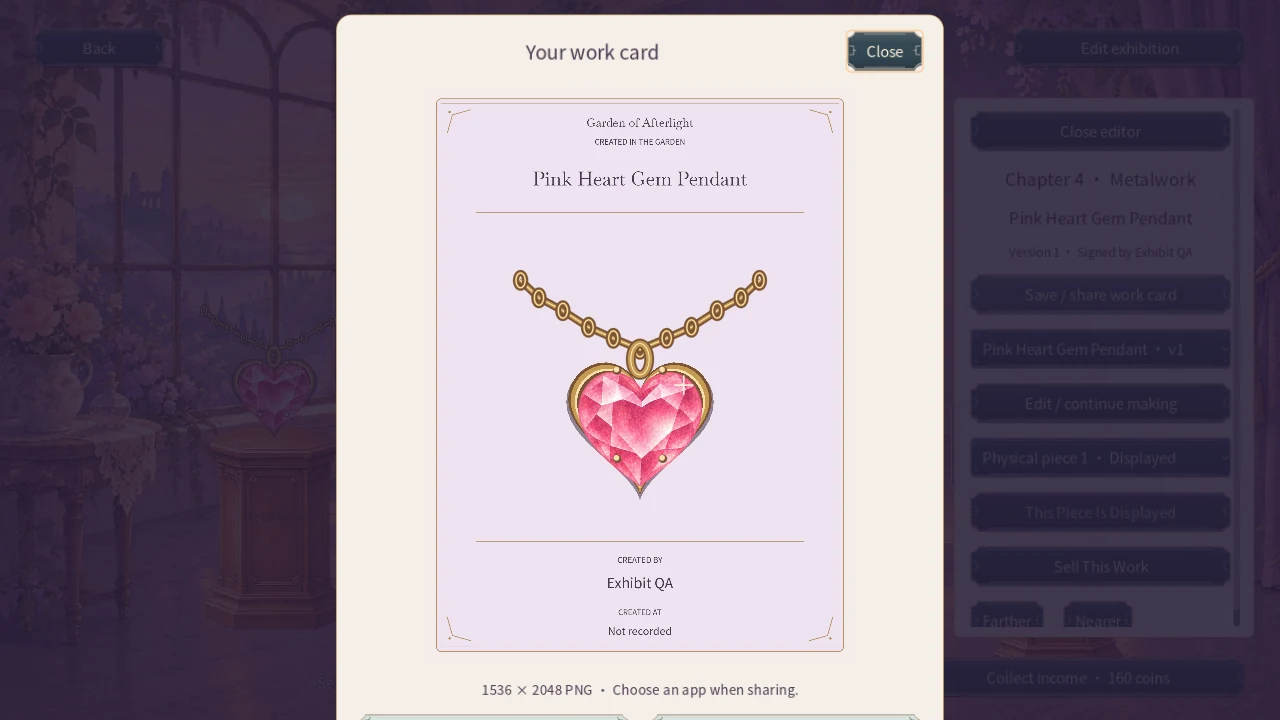 Back
Your work card
Close
Edit exhibition
Garden of Afterlight
CREATED IN THE GARDEN
Pink Heart Gem Pendant
CREATED BY
Exhibit QA
CREATED AT
Not recorded
1536 × 2048 PNG • Choose an app when sharing.
Close editor
Chapter 4 • Metalwork
Pink Heart Gem Pendant
Version 1 • Signed by Exhibit QA
Save / share work card
Pink Heart Gem Pendant • v1
Edit / continue making
Physical piece 1 • Displayed
This Piece Is Displayed
Sell This Work
Farther
Nearer
Collect income • 160 coins